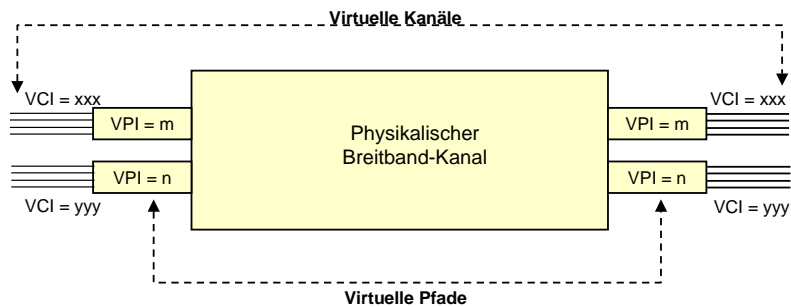 Virtuelle Kanäle
VCI = xxx
VCI = xxx
VPI = m
VPI = m
Physikalischer
Breitband-Kanal
VPI = n
VPI = n
VCI = yyy
VCI = yyy
Virtuelle Pfade